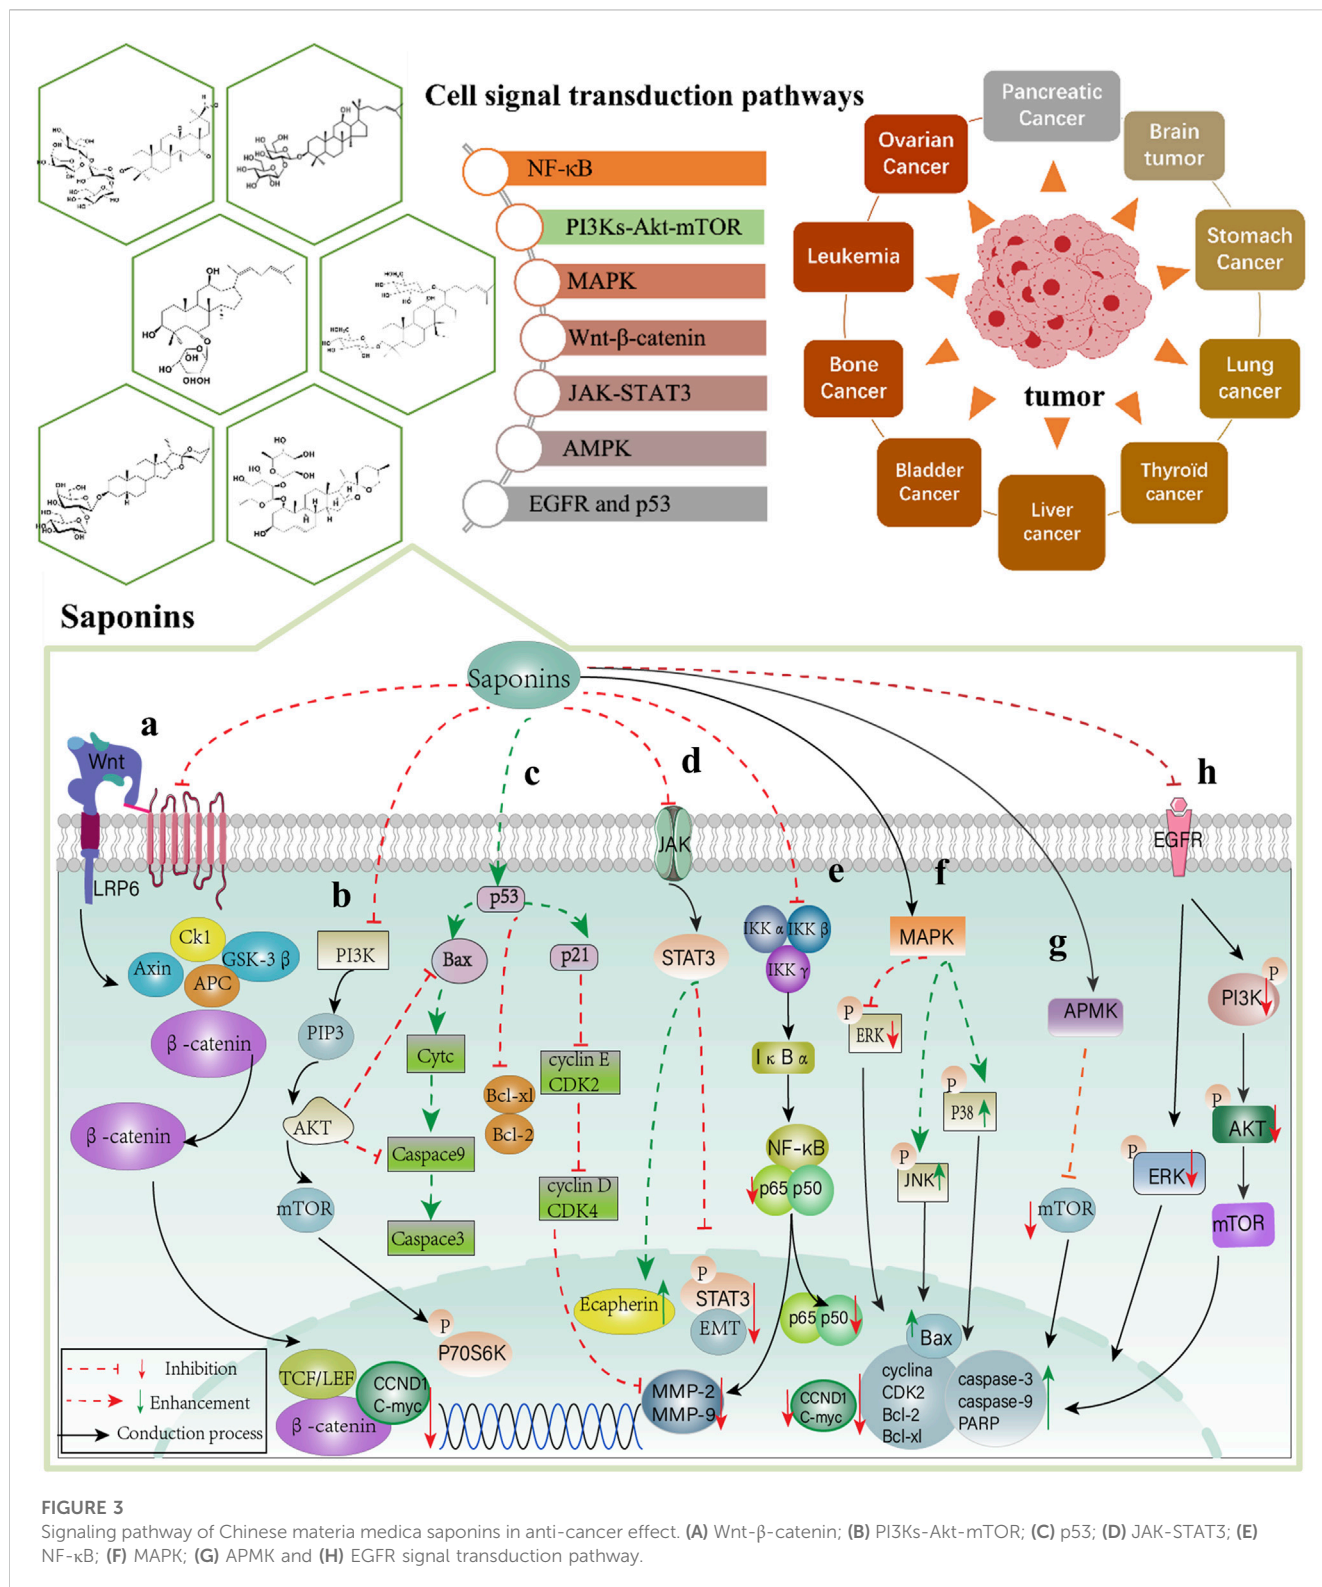 Cell signal transduction pathways
NF-κB
PI3Ks-Akt-mTOR
MAPK
Wnt-β-catenin
JAK-STAT3
AMPK
EGFR and p53
Pancreatic
Cancer
Brain
tumor
Stomach
Cancer
Lung
cancer
Thyroïd
cancer
Liver
cancer
Bladder
Cancer
Bone
Cancer
Leukemia
Ovarian
Cancer
tumor
Saponins
Saponins
a
Wnt
LRP6
Ck1
Axin
GSK-3 β
APC
β -catenin
β -catenin
TCF/LEF
CCND1
C-myc
β -catenin
b
PI3K
PIP3
AKT
mTOR
P
P70S6K
c
p53
Bax
p21
Cytc
Caspace9
Caspace3
Bcl-xl
Bcl-2
cyclin E
CDK2
cyclin D
CDK4
MMP-2
MMP-9
d
JAK
STAT3
Ecapherin
P
STAT3
EMT
e
IKK α
IKK β
IKK γ
I κ B α
NF-κB
p65
p50
p65
p50
CCND1
C-myc
f
MAPK
P
ERK
P
P38
P
JNK
Bax
cyclina
CDK2
Bcl-2
Bcl-xl
caspase-3
caspase-9
PARP
g
APMK
mTOR
h
EGFR
P
PI3K
P
AKT
P
ERK
mTOR
Inhibition
Enhancement
Conduction process
FIGURE 3
Signaling pathway of Chinese materia medica saponins in anti-cancer effect. (A) Wnt-β-catenin; (B) PI3Ks-Akt-mTOR; (C) p53; (D) JAK-STAT3; (E)
NF-κB; (F) MAPK; (G) APMK and (H) EGFR signal transduction pathway.